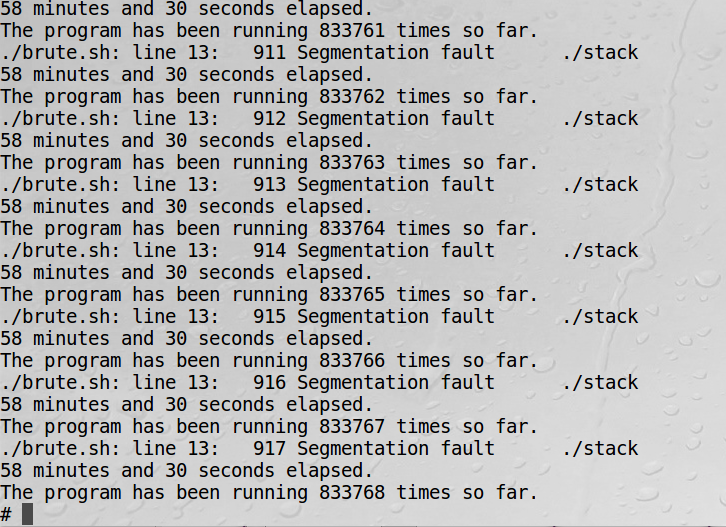 58 minutes and 30 seconds elapsed.
The program has been running 833761 times so far.
./brute.sh: line 13:   911 Segmentation fault      ./stack
58 minutes and 30 seconds elapsed.
The program has been running 833762 times so far.
./brute.sh: line 13:   912 Segmentation fault      ./stack
58 minutes and 30 seconds elapsed.
The program has been running 833763 times so far.
./brute.sh: line 13:   913 Segmentation fault      ./stack
58 minutes and 30 seconds elapsed.
The program has been running 833764 times so far.
./brute.sh: line 13:   914 Segmentation fault      ./stack
58 minutes and 30 seconds elapsed.
The program has been running 833765 times so far.
./brute.sh: line 13:   915 Segmentation fault      ./stack
58 minutes and 30 seconds elapsed.
The program has been running 833766 times so far.
./brute.sh: line 13:   916 Segmentation fault      ./stack
58 minutes and 30 seconds elapsed.
The program has been running 833767 times so far.
./brute.sh: line 13:   917 Segmentation fault      ./stack
58 minutes and 30 seconds elapsed.
The program has been running 833768 times so far.
#